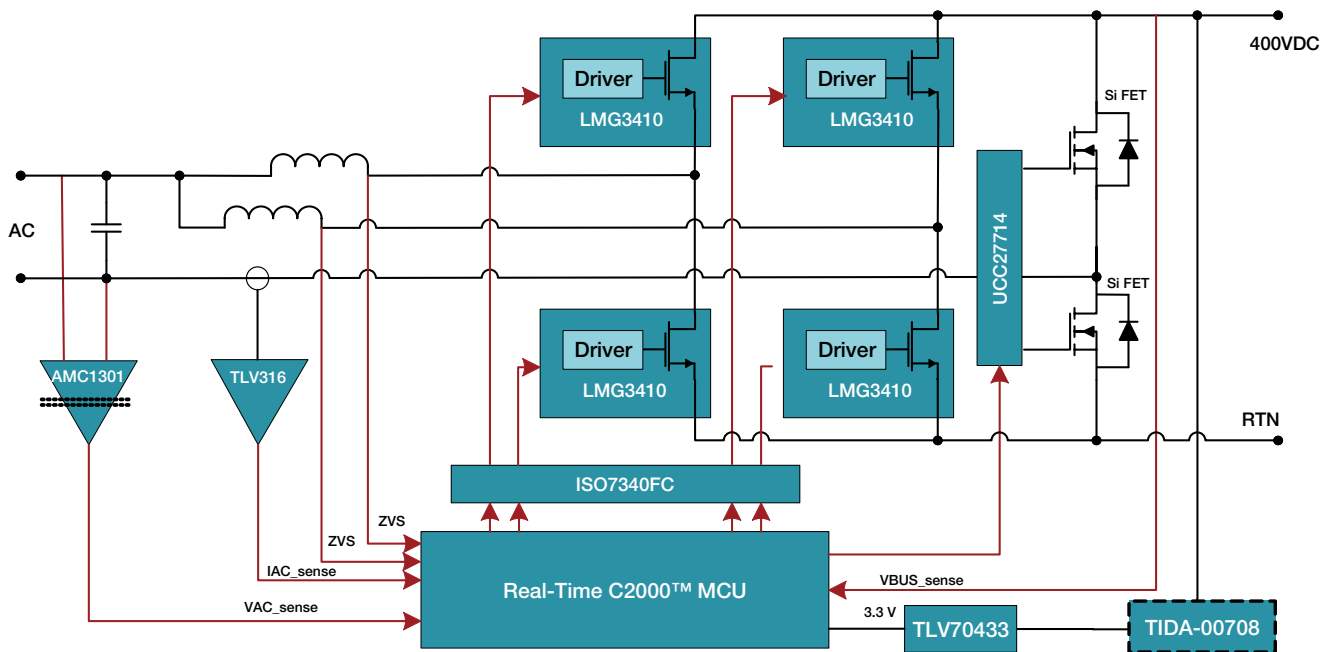 400VDC
Driver
LMG3410
Driver
LMG3410
Si FET
UCC27714
AC
Si FET
Driver
LMG3410
Driver
LMG3410
AMC1301
TLV316
RTN
ISO7340FC
ZVS
ZVS
IAC_sense
VAC_sense
Real-Time C2000™ MCU
VBUS_sense
3.3 V
TLV70433
TIDA-00708